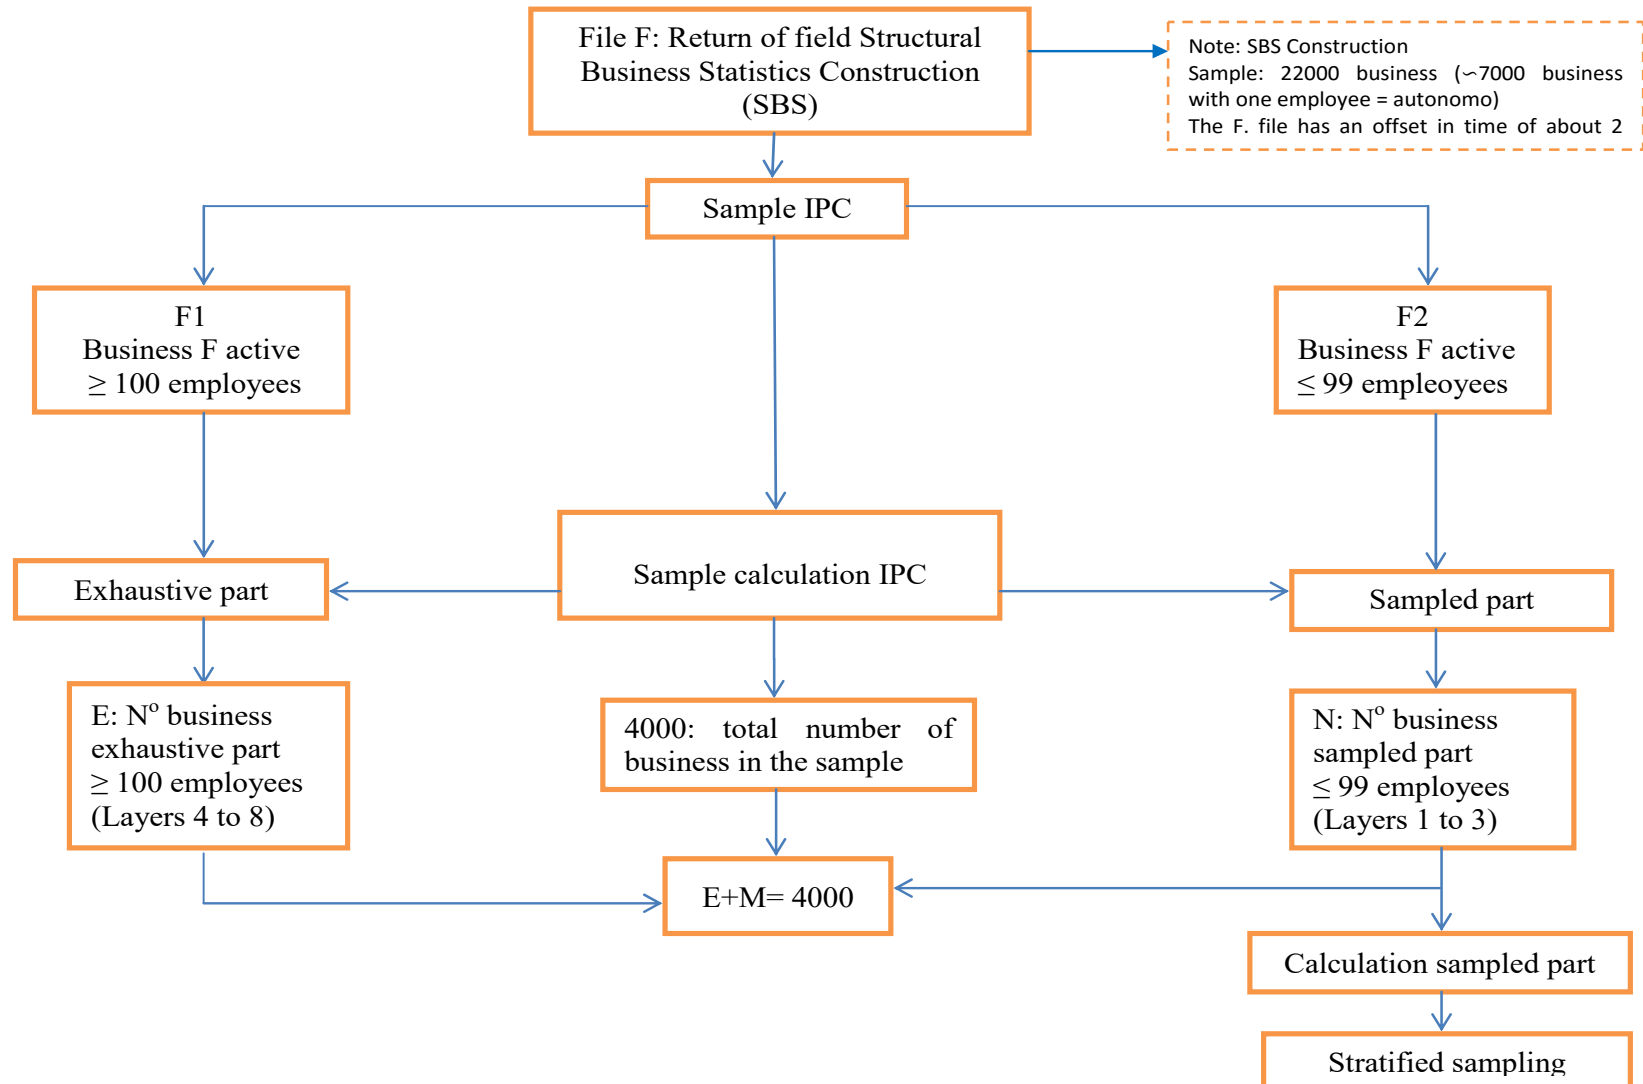 File F: Return of field Structural
Business Statistics Construction
(SBS)
Note: SBS Construction
Sample: 22000 business (∽7000 business
with one employee = autonomo)
The F. file has an offset in time of about 2
Sample IPC
F1
Business F active
≥ 100 employees
F2
Business F active
≤ 99 empleoyees
Sample calculation IPC
Exhaustive part
Sampled part
E: Nº business
exhaustive part
≥ 100 employees
(Layers 4 to 8)
4000: total number of
business in the sample
N: Nº business
sampled part
≤ 99 employees
(Layers 1 to 3)
E+M= 4000
Calculation sampled part
Stratified sampling